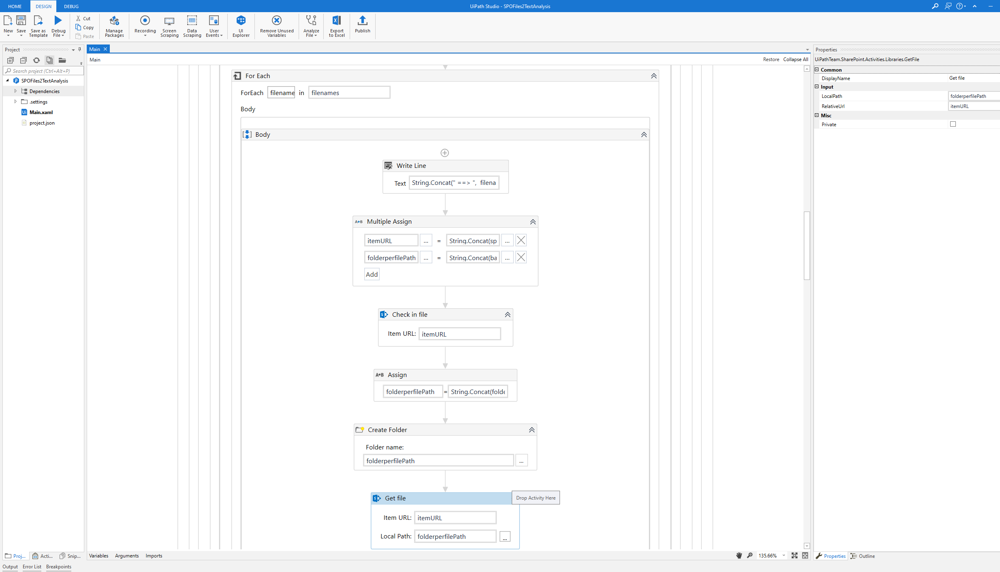 HOME DESIGN DEBUG UiPath Studio - SPOFiles2TextAnalysis
New Save Save as Template Debug File Cut Copy Paste Manage Packages Recording Screen Scraping Data Scraping User Events UI Explorer Remove Unused Variables Analyze File Export to Excel Publish
Project
Search project (Ctrl+Alt+P)
SPOFiles2TextAnalysis
Dependencies
.settings
Main.xaml
project.json
Main
Main Restore Collapse All
For Each
ForEach filename in filenames
Body
Body
Write Line
Text String.Concat(" ==> ", filena
Multiple Assign
itemURL ... = String.Concat(sp ...
folderperfilePath ... = String.Concat(ba ...
Add
Check in file
Item URL: itemURL
Assign
folderperfilePath = String.Concat(folde
Create Folder
Folder name:
folderperfilePath ...
Get file Drop Activity Here
Item URL: itemURL
Local Path: folderperfilePath ...
Variables Arguments Imports 135.66%
Properties
UiPathTeam.SharePoint.Activities.Libraries.GetFile
Common
DisplayName Get file
Input
LocalPath folderperfilePath
RelativeUrl itemURL
Misc
Private
Proj... Acti... Snip...
Properties Outline
Output Error List Breakpoints